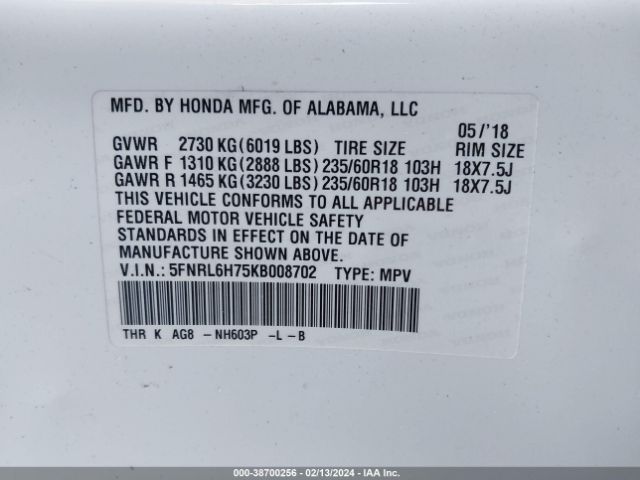 MFD. BY HONDA MFG. OF ALABAMA, LLC
05/'18
GVWR 2730 KG(6019 LBS) TIRE SIZE RIM SIZE
GAWR F 1310 KG(2888 LBS)235/60R18 103H 18X7.5J
GAWR R 1465 KG(3230 LBS)235/60R18 103H 18X7.5J
THIS VEHICLE CONFORMS TO ALL APPLICABLE
FEDERAL MOTOR VEHICLE SAFETY
STANDARDS IN EFFECT ON THE DATE OF
MANUFACTURE SHOWN ABOVE.
V.I.N.: 5FNRL6H75KB008702 TYPE: MPV
THR K AG8 -NH603P -L-B
000-38700256 - 02/13/2024 - IAAI.COM